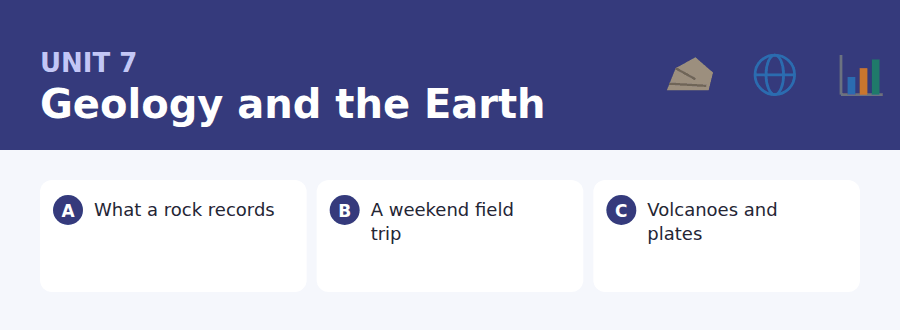 UNIT 7
Geology and the Earth
A What a rock records
B A weekend field
trip
C Volcanoes and
plates